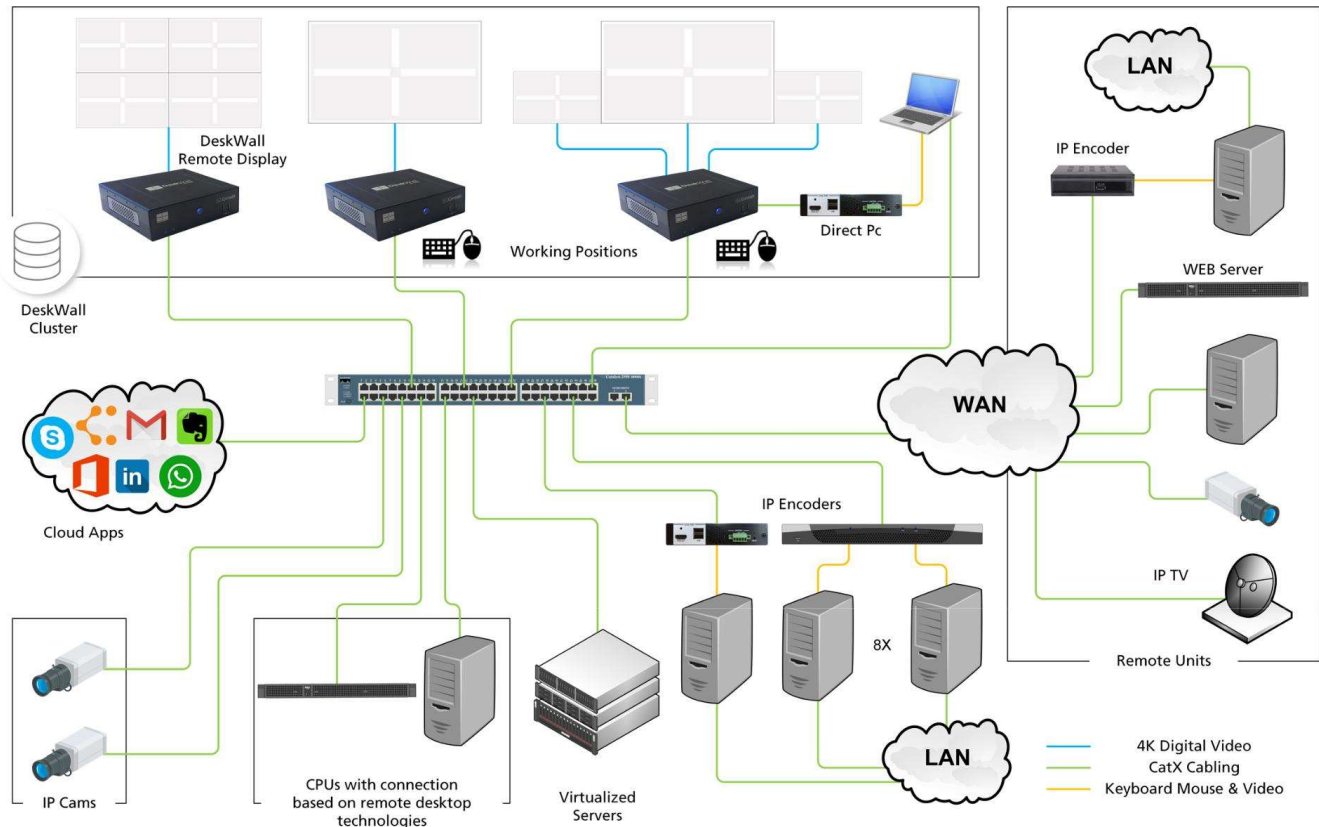 LAN
DeskWall
Remote Display
IP Encoder
Direct Pc
Working Positions
WEB Server
DeskWall
Cluster
WAN
S
M
in
Cloud Apps
IP Encoders
IP TV
8X
Remote Units
LAN
4K Digital Video
CatX Cabling
Keyboard Mouse & Video
IP Cams
CPUs with connection
based on remote desktop
technologies
Virtualized
Servers